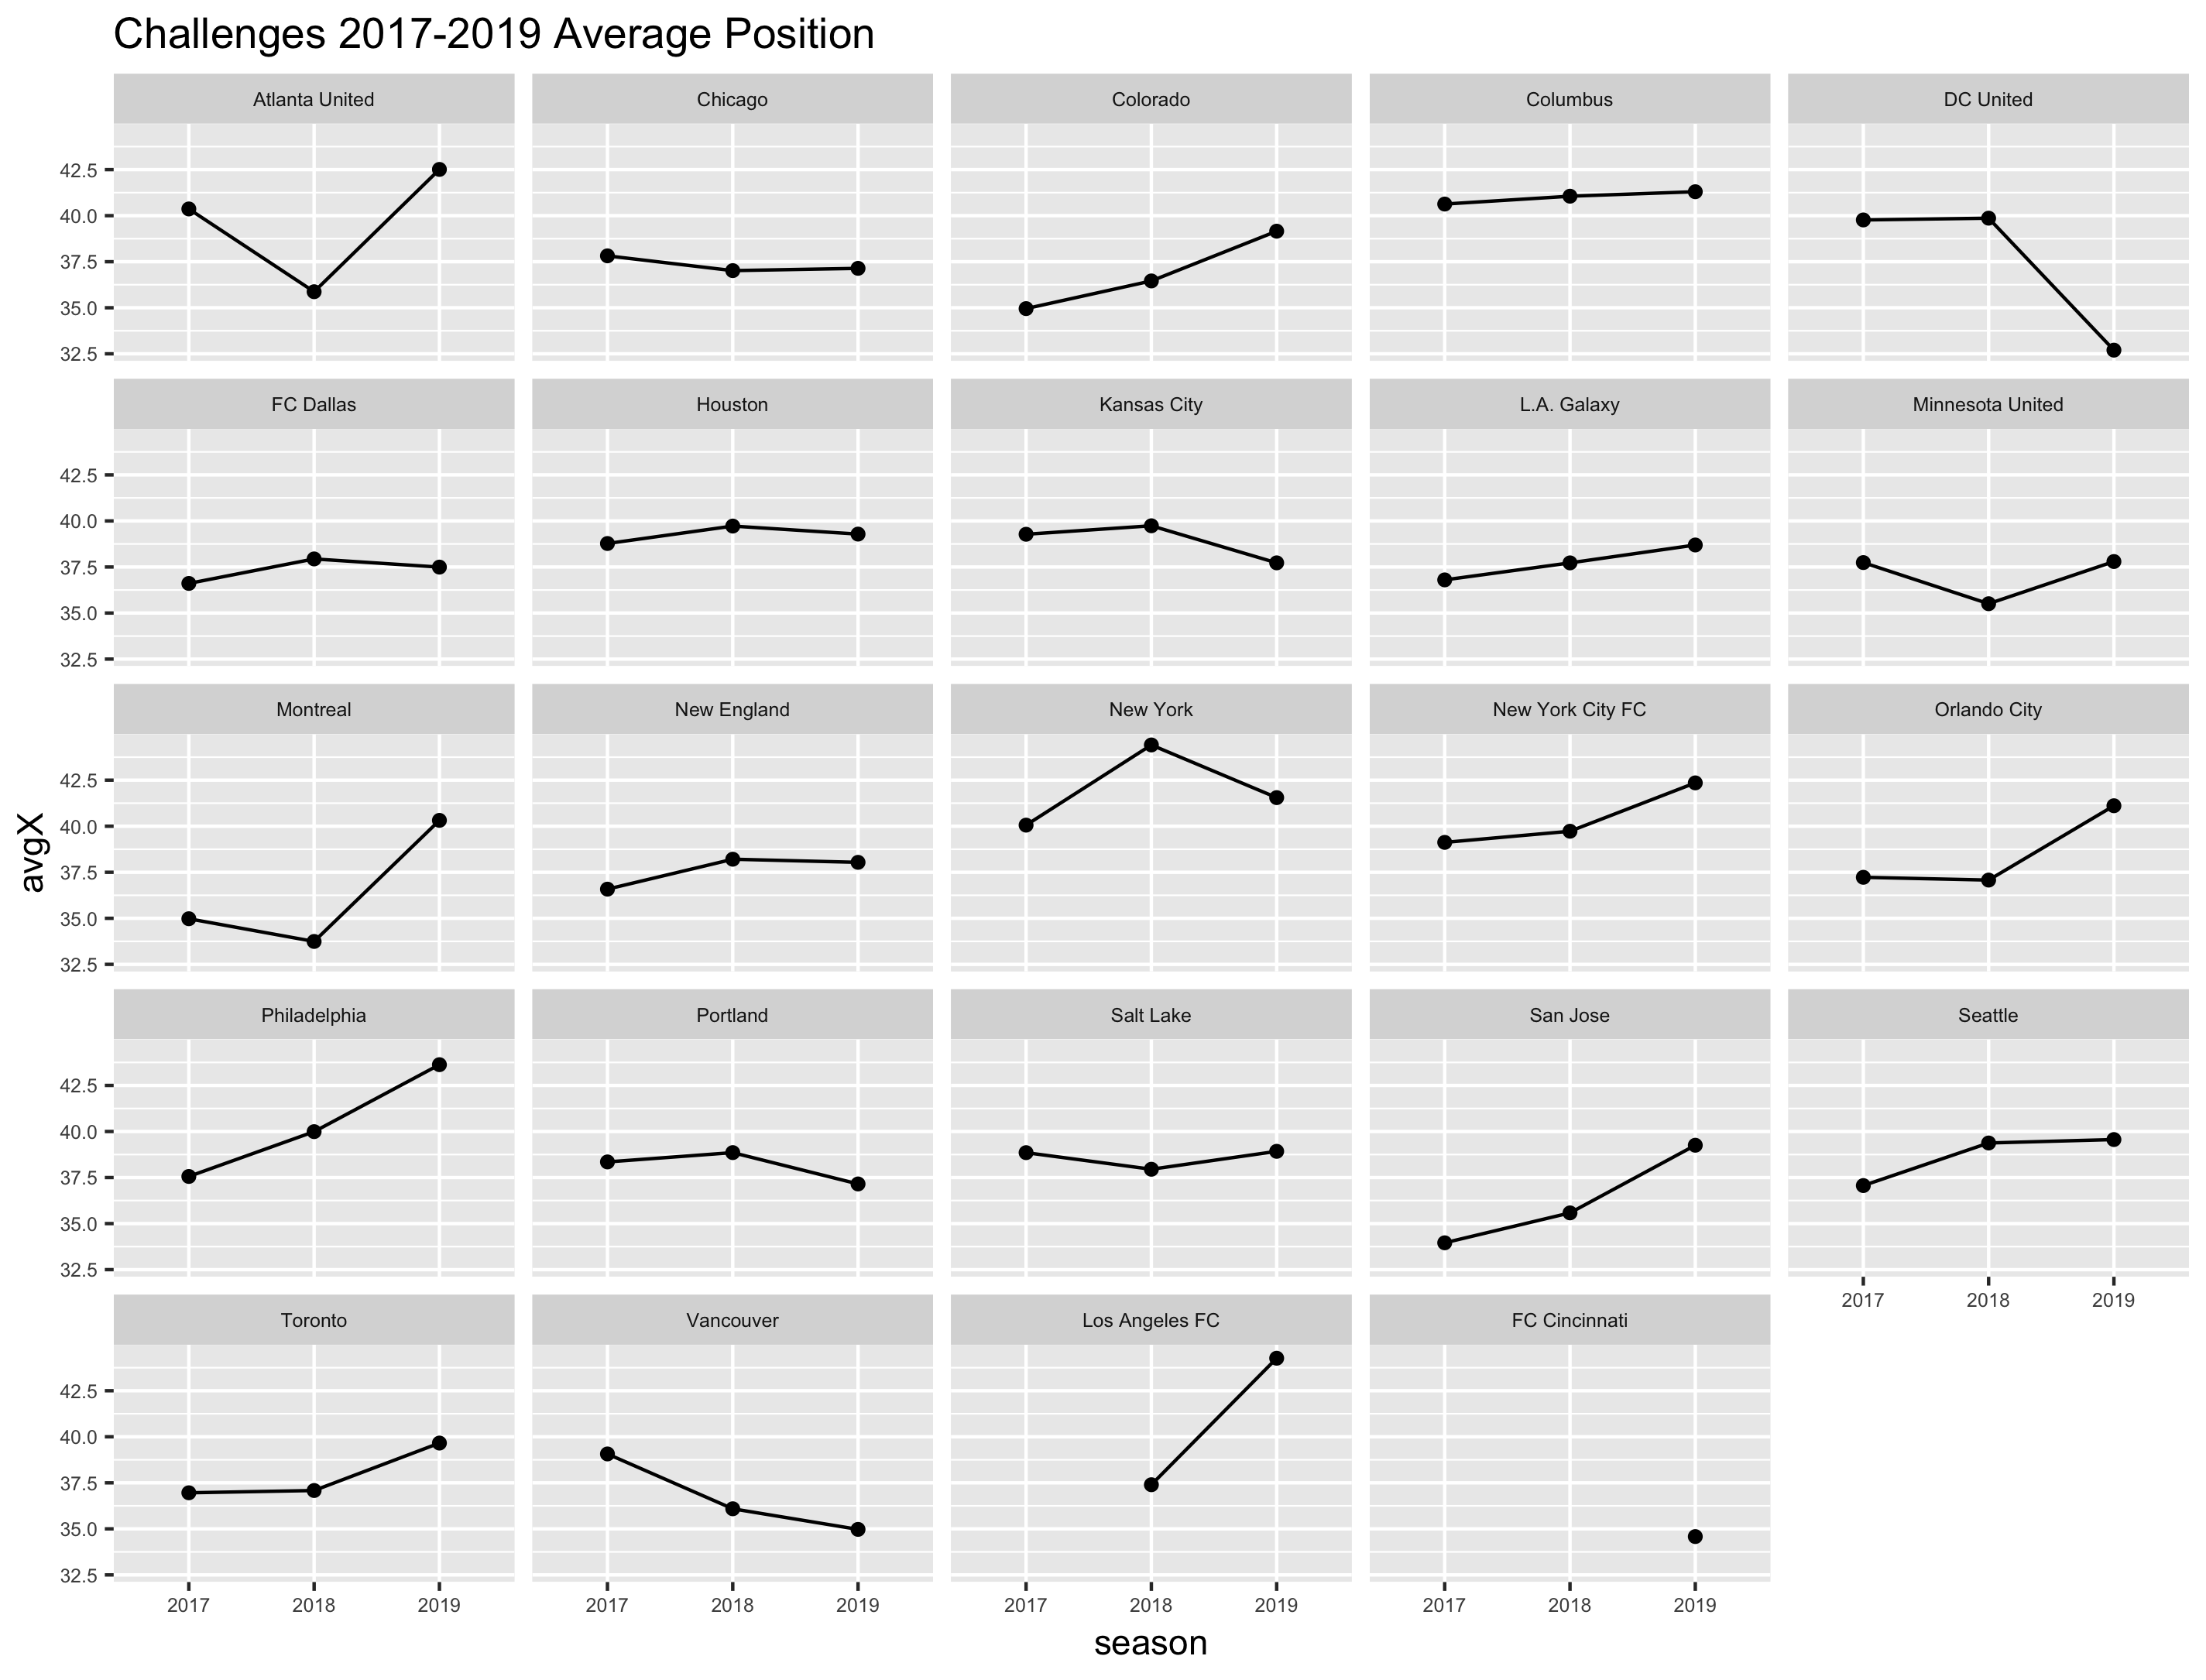 Challenges 2017-2019 Average Position
Atlanta United Chicago Colorado Columbus DC United
42.5
40.0
37.5
35.0
32.5
FC Dallas Houston Kansas City L.A. Galaxy Minnesota United
42.5
40.0
37.5
35.0
32.5
Montreal New England New York New York City FC Orlando City
42.5
40.0
37.5
35.0
32.5
avgX
Philadelphia Portland Salt Lake San Jose Seattle
42.5
40.0
37.5
35.0
32.5
2017 2018 2019
Toronto Vancouver Los Angeles FC FC Cincinnati
42.5
40.0
37.5
35.0
32.5
2017 2018 2019 2017 2018 2019 2017 2018 2019 2017 2018 2019
season